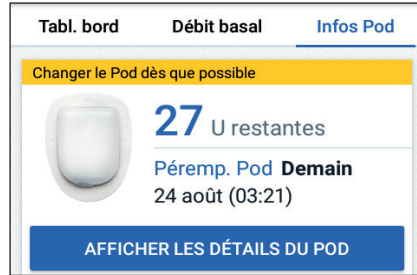 Tabl. bord Débit basal Infos Pod
Changer le Pod dès que possible
27 U restantes
Péremp. Pod Demain
24 août (03:21)
AFFICHER LES DÉTAILS DU POD